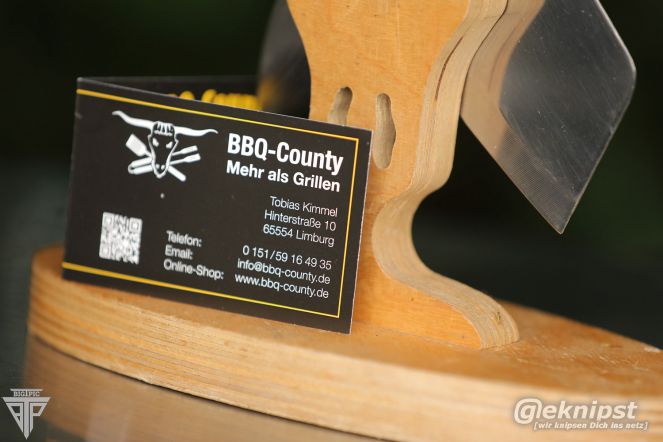 BBQ-County
Mehr als Grillen
Tobias Kimmel
Hinterstraße 10
65554 Limburg
Telefon: 0 151/59 16 49 35
Email: info@bbq-county.de
Online-Shop: www.bbq-county.de
BIG1PIC
@eknipst
[wir knipsen Dich ins netz]